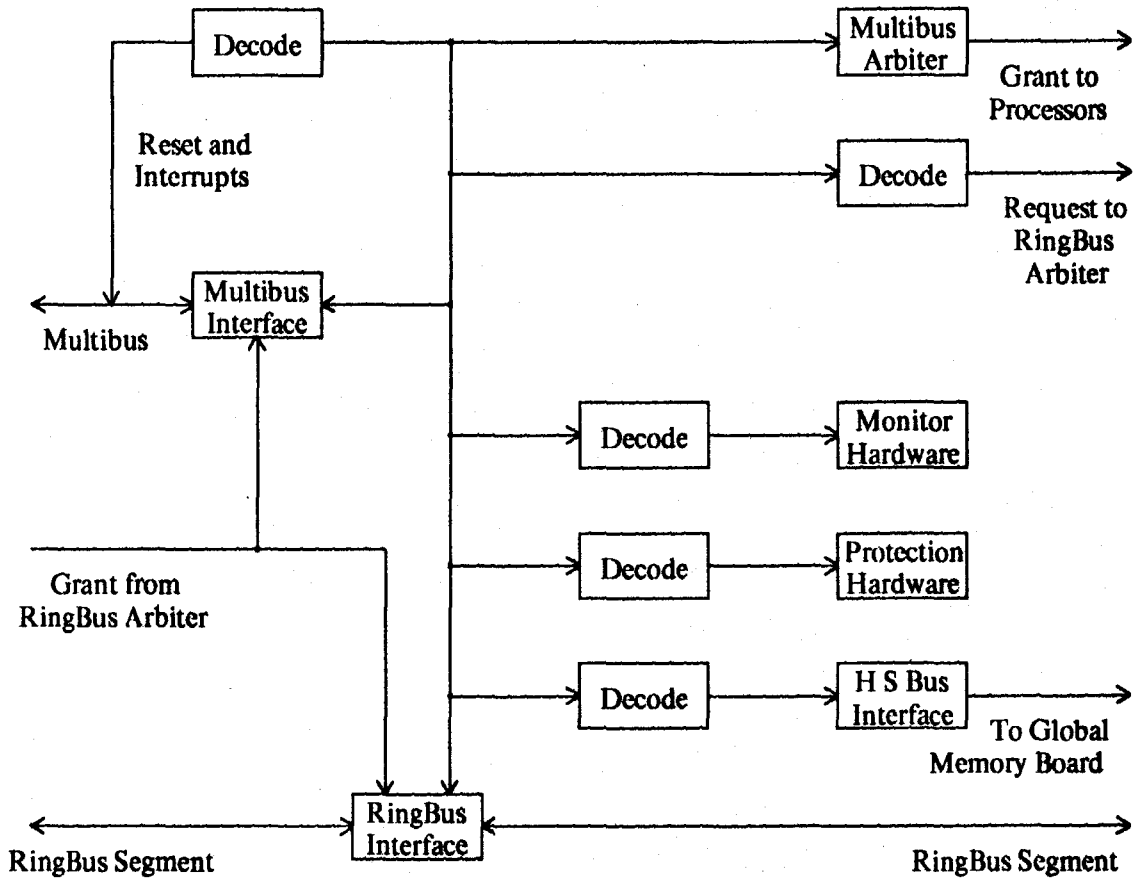 Decode
Multibus
Arbiter
Grant to
Processors
Reset and
Interrupts
Decode
Request to
RingBus
Arbiter
Multibus
Interface
Multibus
Decode
Monitor
Hardware
Decode
Protection
Hardware
Grant from
RingBus Arbiter
Decode
H S Bus
Interface
To Global
Memory Board
RingBus
Interface
RingBus Segment
RingBus Segment